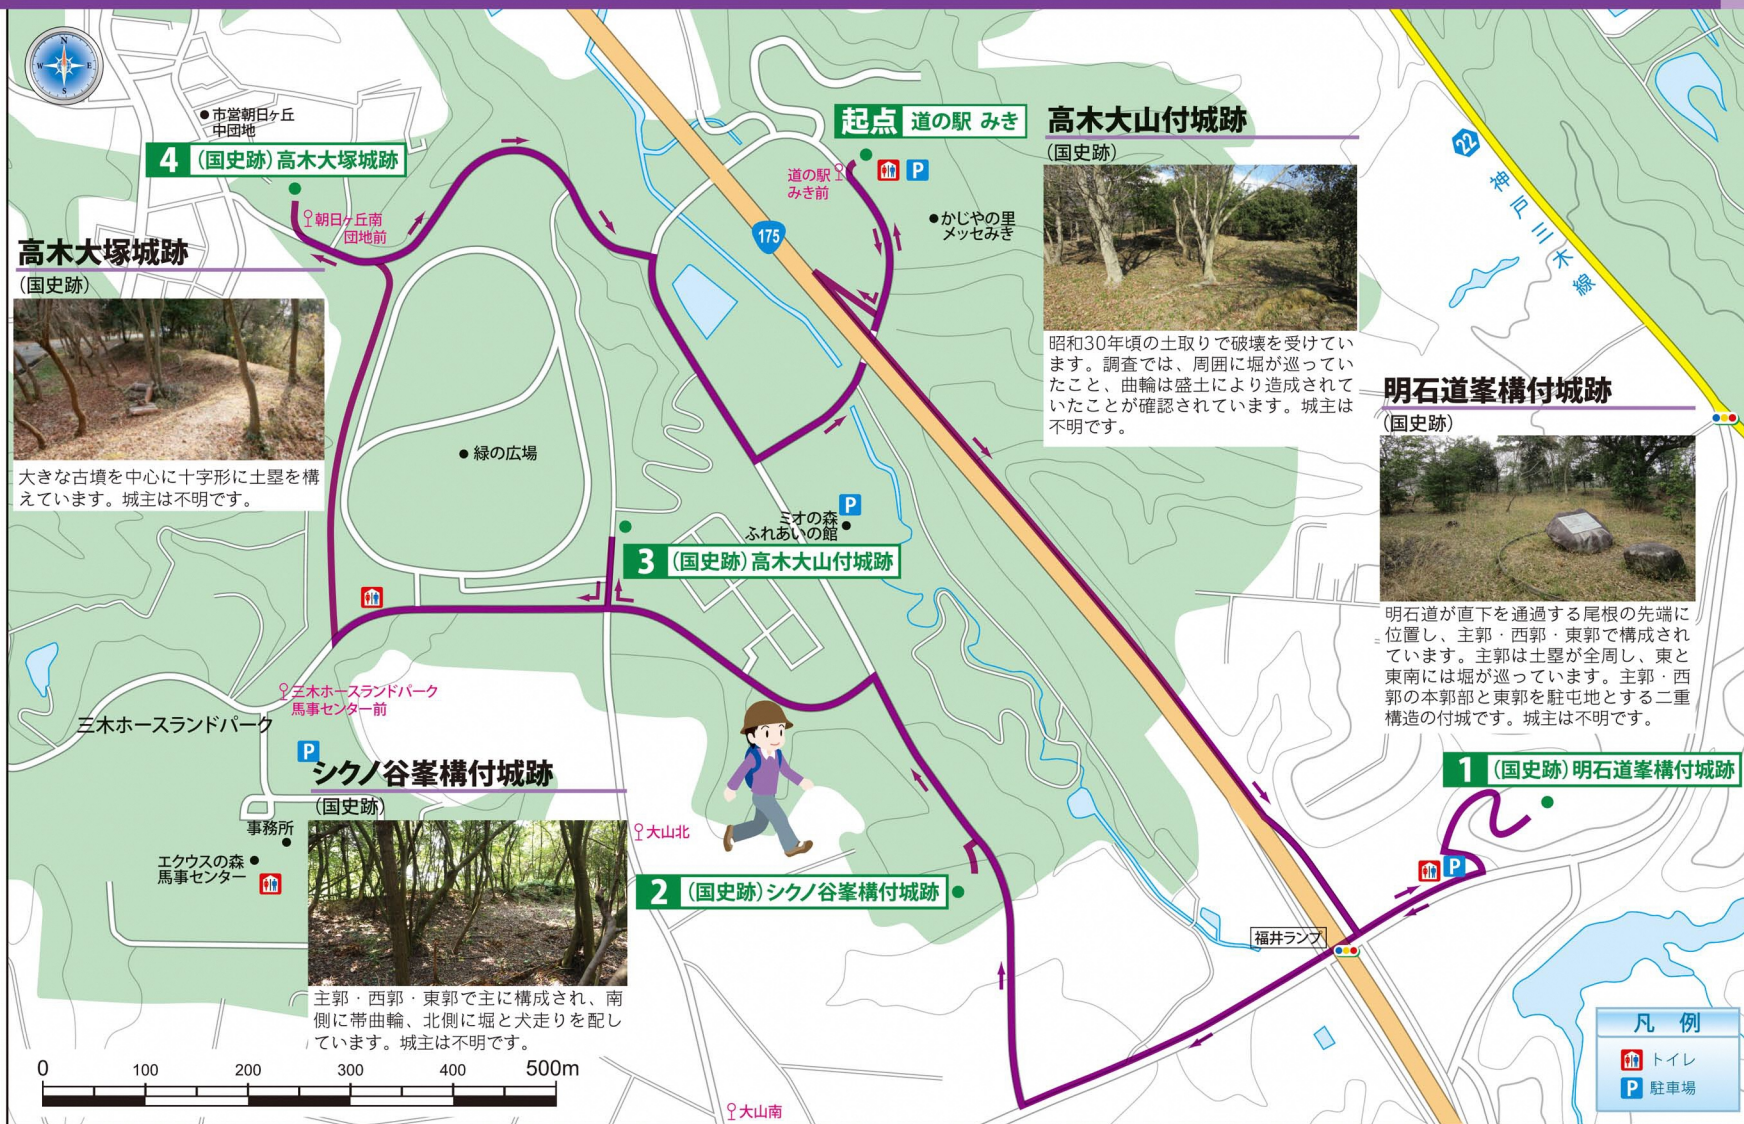 N
W
E
S
市営朝日ヶ丘
中団地
4 (国史跡)高木大塚城跡
朝日ヶ丘南
団地前
高木大塚城跡
(国史跡)
大きな古墳を中心に十字形に土塁を構
えています。城主は不明です。
起点 道の駅 みき
道の駅
みき前
P
かじやの里
メッセみき
175
高木大山付城跡
(国史跡)
昭和30年頃の土取りで破壊を受けてい
ます。調査では、周囲に堀が巡ってい
たこと、曲輪は盛土により造成されて
いたことが確認されています。城主は
不明です。
22
神戸三木線
明石道峯構付城跡
(国史跡)
明石道が直下を通過する尾根の先端に
位置し、主郭・西郭・東郭で構成され
ています。主郭は土塁が全周し、東と
東南には堀が巡っています。主郭・西
郭の本郭部と東郭を駐屯地とする二重
構造の付城です。城主は不明です。
緑の広場
P
ミオの森
ふれあいの館
3 (国史跡)高木大山付城跡
三木ホースランドパーク
馬事センター前
三木ホースランドパーク
P
シクノ谷峯構付城跡
(国史跡)
主郭・西郭・東郭で主に構成され、南
側に帯曲輪、北側に堀と犬走りを配し
ています。城主は不明です。
事務所
エクウスの森
馬事センター
大山北
2 (国史跡)シクノ谷峯構付城跡
1 (国史跡)明石道峯構付城跡
P
福井ランプ
大山南
0 100 200 300 400 500m
凡 例
トイレ
P 駐車場